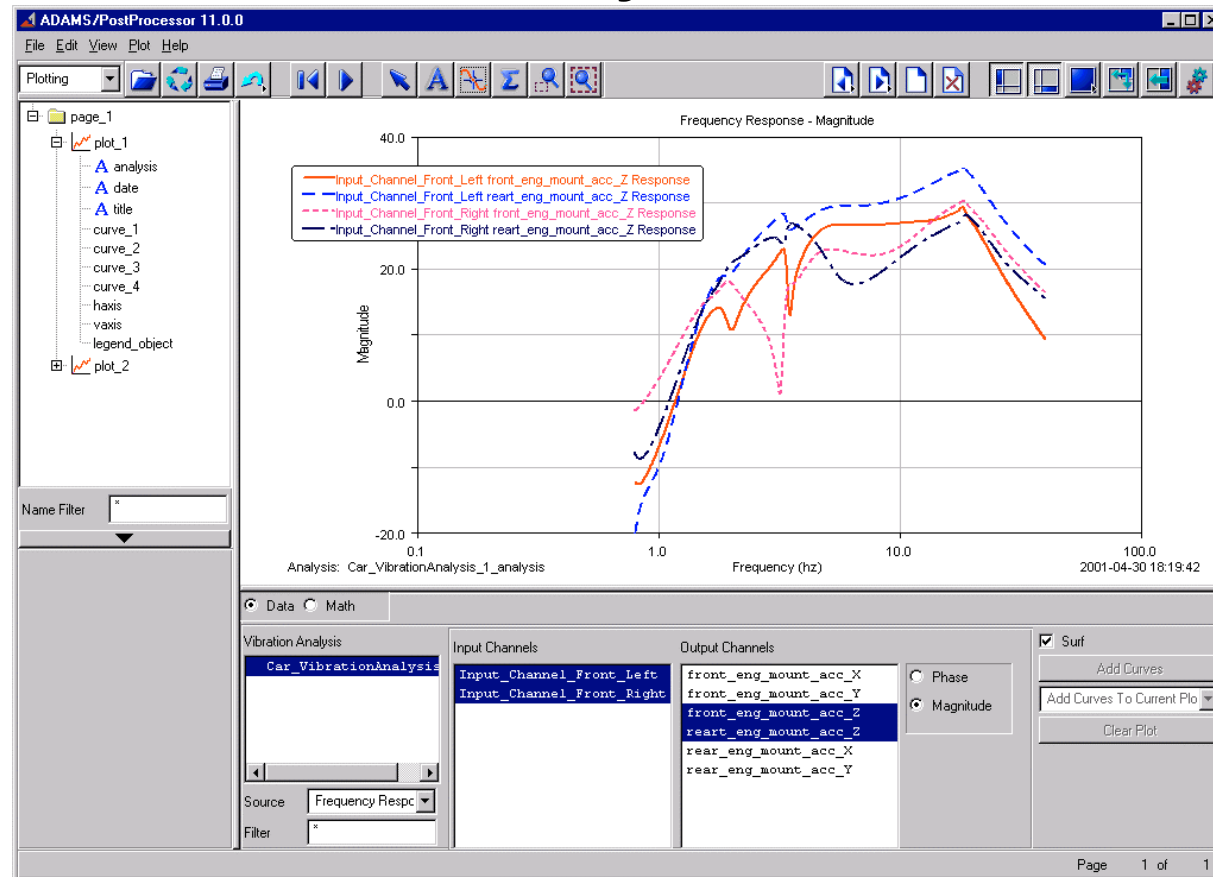 ADAMS/PostProcessor 11.0.0
File Edit View Plot Help
Plotting
page_1
plot_1
A analysis
A date
A title
curve_1
curve_2
curve_3
curve_4
haxis
vaxis
legend_object
plot_2
Name Filter *
Frequency Response - Magnitude
40.0
20.0
0.0
-20.0
Magnitude
Input_Channel_Front_Left front_eng_mount_acc_Z Response
Input_Channel_Front_Left reart_eng_mount_acc_Z Response
Input_Channel_Front_Right front_eng_mount_acc_Z Response
Input_Channel_Front_Right reart_eng_mount_acc_Z Response
0.1 1.0 10.0 100.0
Analysis: Car_VibrationAnalysis_1_analysis Frequency (hz) 2001-04-30 18:19:42
Data Math
Vibration Analysis
Car_VibrationAnalysis
Source Frequency Respc
Filter *
Input Channels
Input_Channel_Front_Left
Input_Channel_Front_Right
Output Channels
front_eng_mount_acc_X
front_eng_mount_acc_Y
front_eng_mount_acc_Z
reart_eng_mount_acc_Z
rear_eng_mount_acc_X
rear_eng_mount_acc_Y
Phase
Magnitude
Surf
Add Curves
Add Curves To Current Plo
Clear Plot
Page 1 of 1